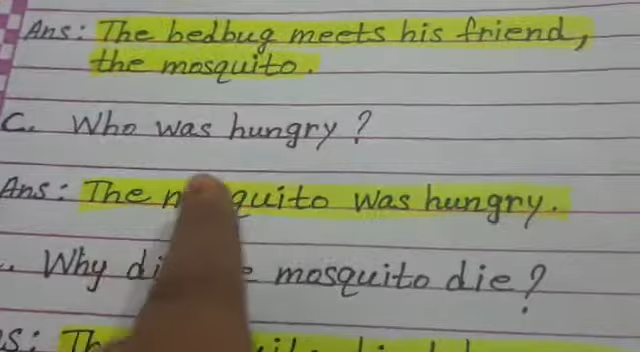 Ans: The bedbug meets his friend,
the mosquito.
C. Who was hungry?
Ans: The quito was hungry.
Why mosquito die?